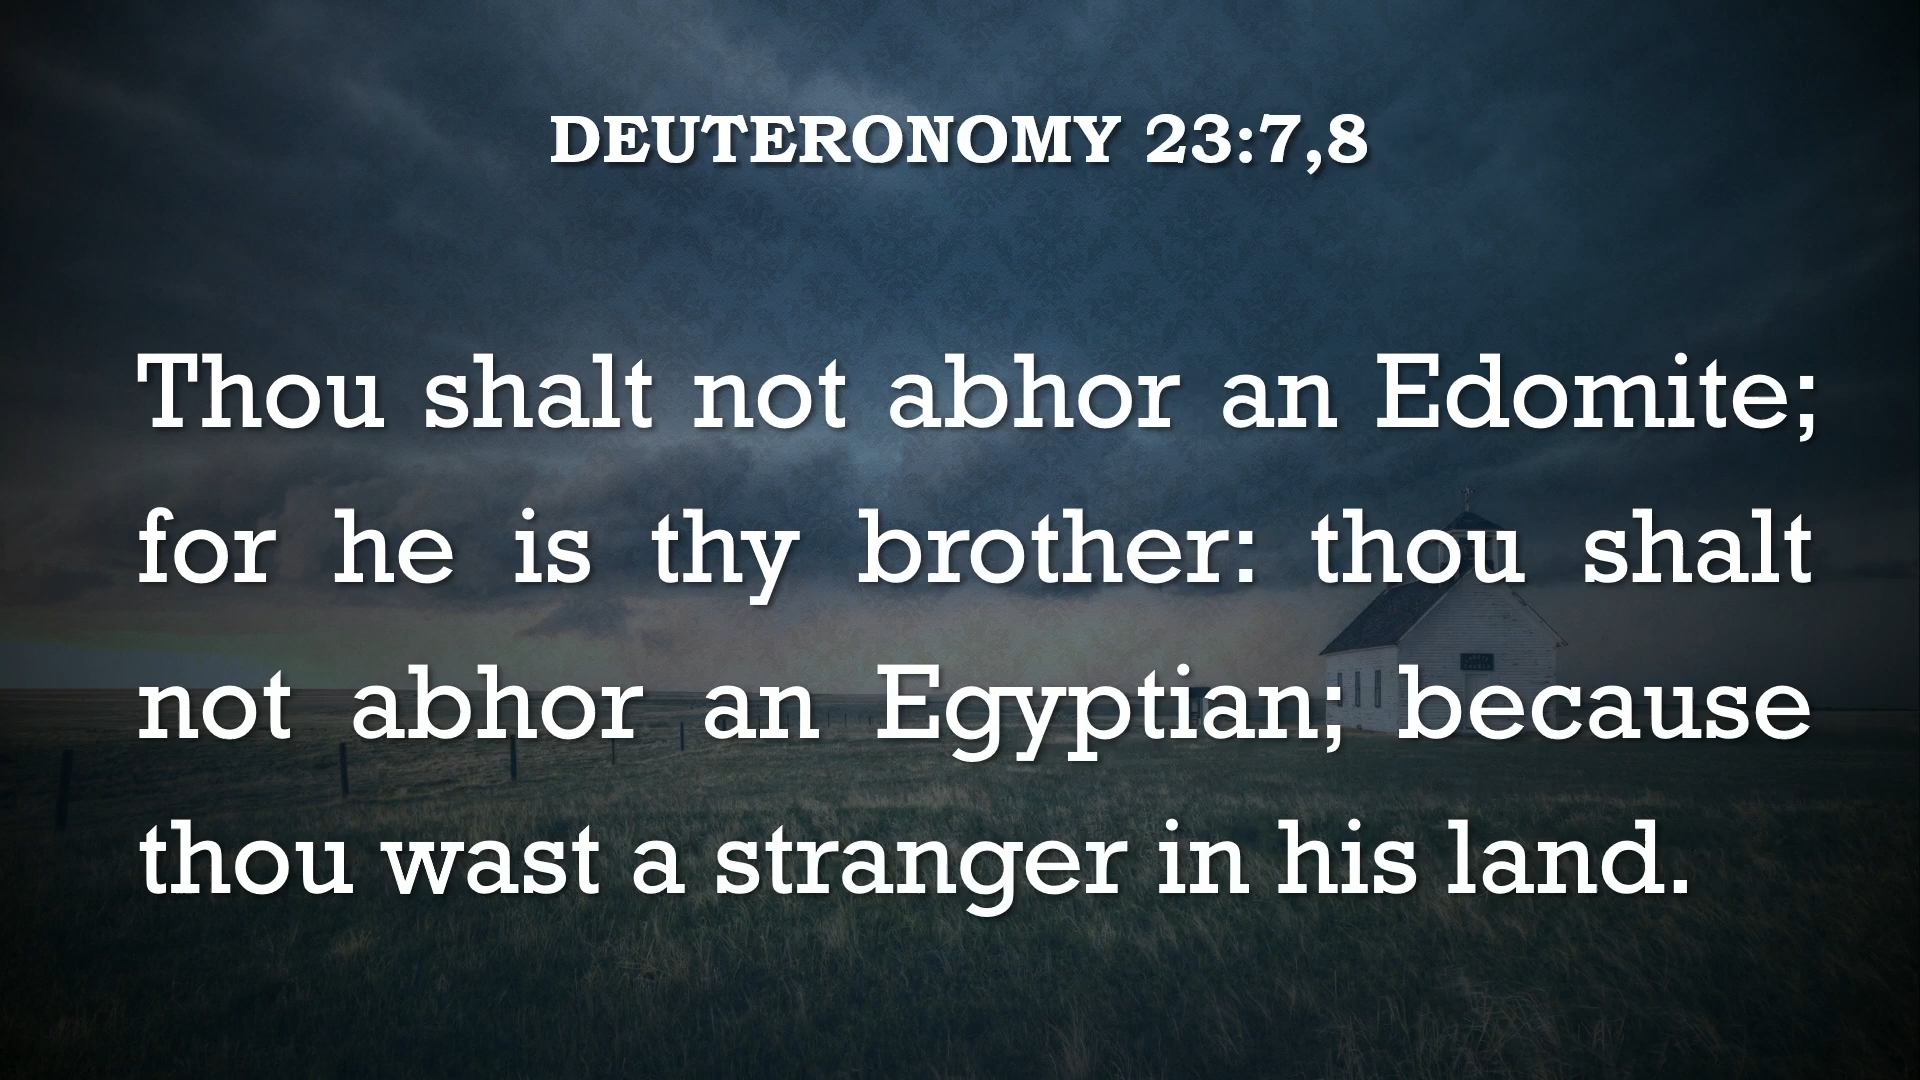 DEUTERONOMY 23:7,8
Thou shalt not abhor an Edomite;
for he is thy brother: thou shalt
not abhor an Egyptian; because
thou wast a stranger in his land.